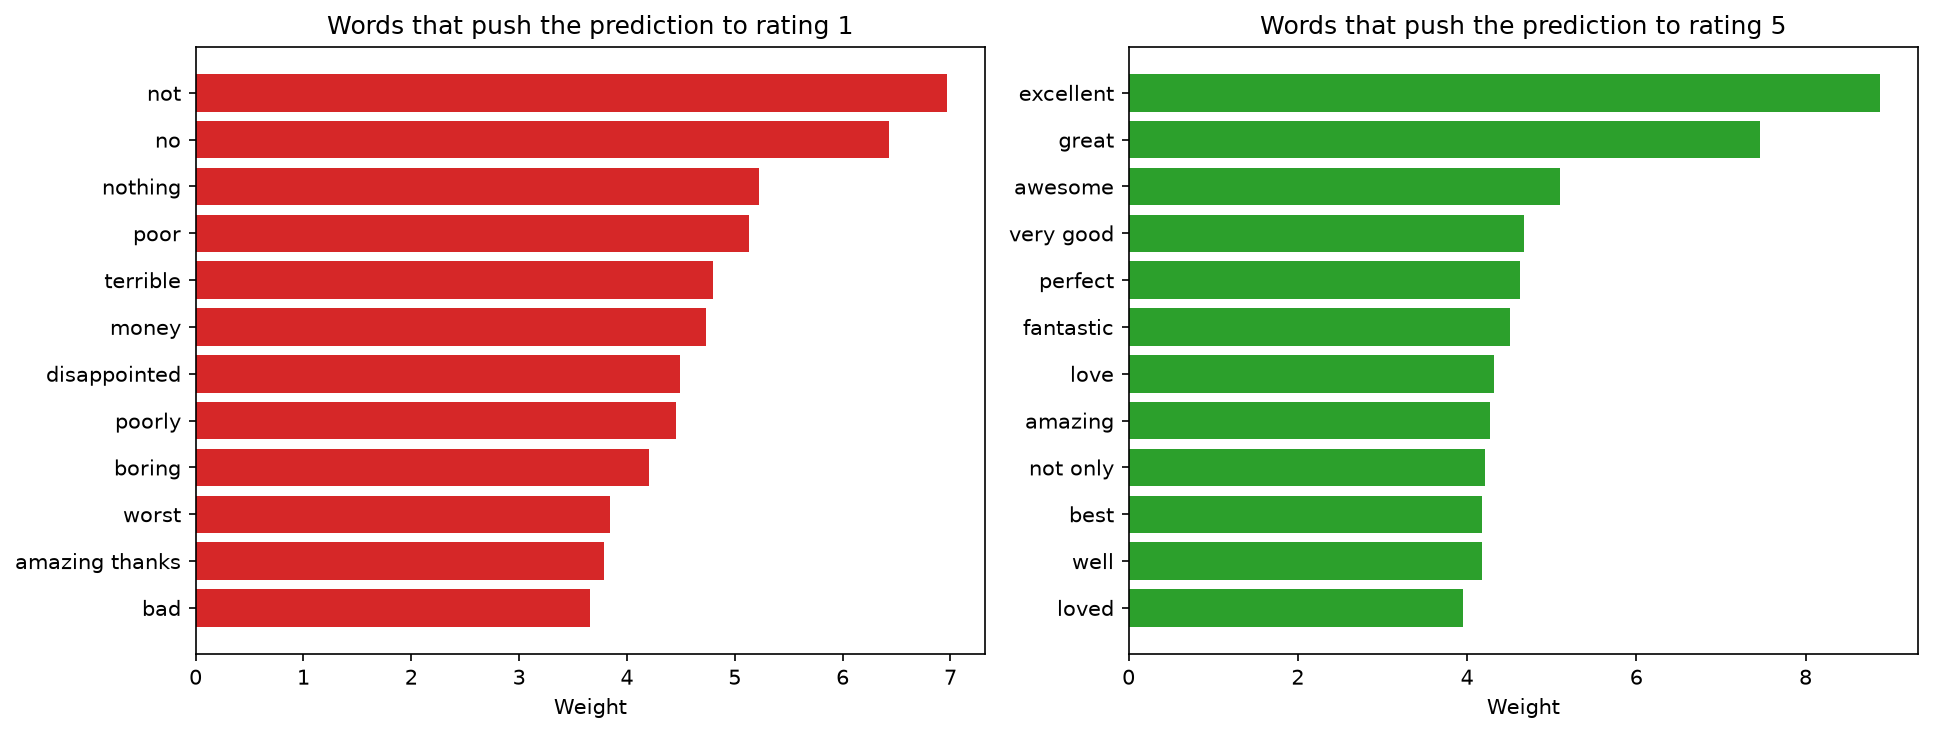 Words that push the prediction to rating 1
not
no
nothing
poor
terrible
money
disappointed
poorly
boring
worst
amazing thanks
bad
0 1 2 3 4 5 6 7
Weight
Words that push the prediction to rating 5
excellent
great
awesome
very good
perfect
fantastic
love
amazing
not only
best
well
loved
0 2 4 6 8
Weight